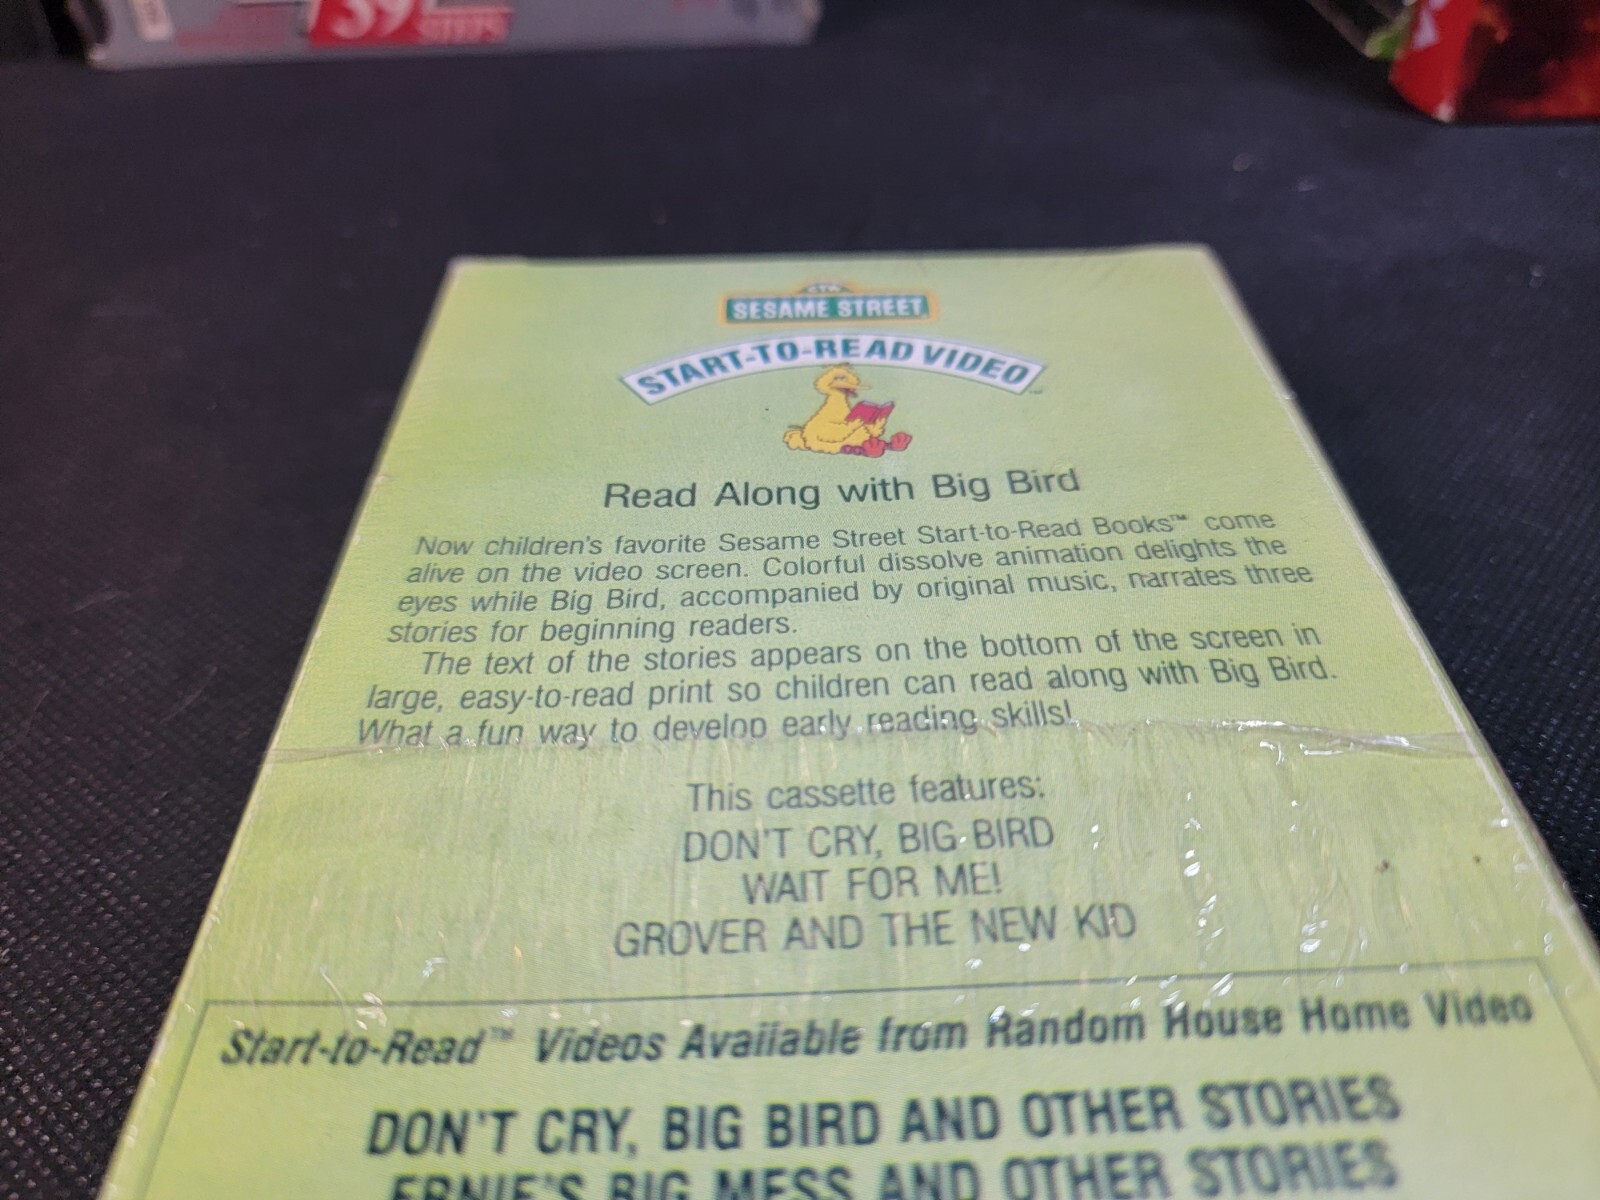 39
STEPS
CTW
SESAME STREET
START-TO-READ VIDEO™
Read Along with Big Bird
Now children's favorite Sesame Street Start-to-Read Books™ come
alive on the video screen. Colorful dissolve animation delights the
eyes while Big Bird, accompanied by original music, narrates three
stories for beginning readers.
The text of the stories appears on the bottom of the screen in
large, easy-to-read print so children can read along with Big Bird.
What a fun way to develop early reading skills!
This cassette features:
DON'T CRY, BIG BIRD
WAIT FOR ME!
GROVER AND THE NEW KID
Start-to-Read™ Videos Available from Random House Home Video
DON'T CRY, BIG BIRD AND OTHER STORIES
ERNIE'S BIG MESS AND OTHER STORIES